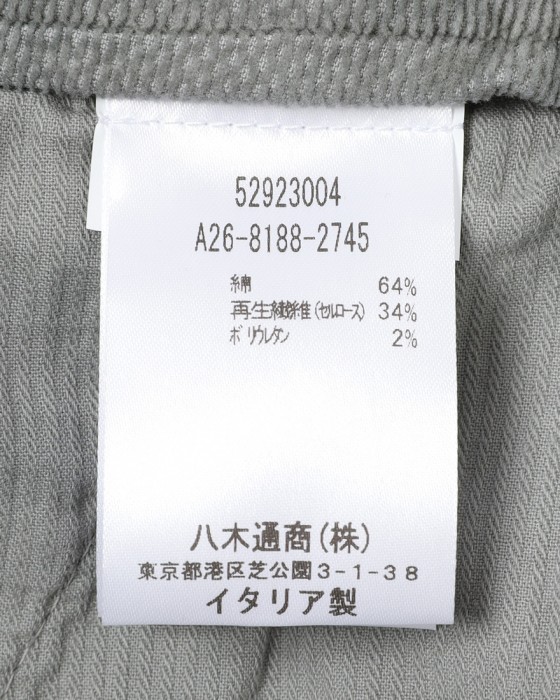 52923004
A26-8188-2745
綿 64%
再生繊維(セルロース) 34%
ポリウレタン 2%
八木通商(株)
東京都港区芝公園3-1-38
イタリア製